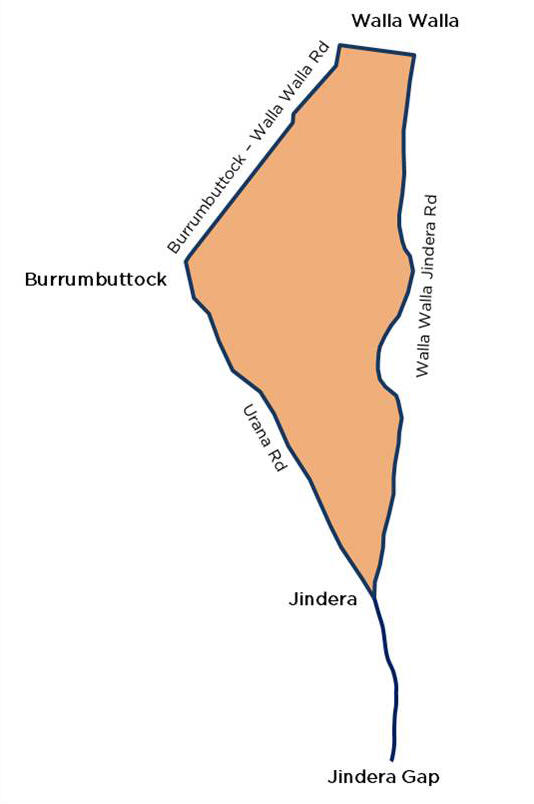 Walla Walla
Burrumbuttock – Walla Walla Rd
Walla Walla Jindera Rd
Burrumbuttock
Urana Rd
Jindera
Jindera Gap